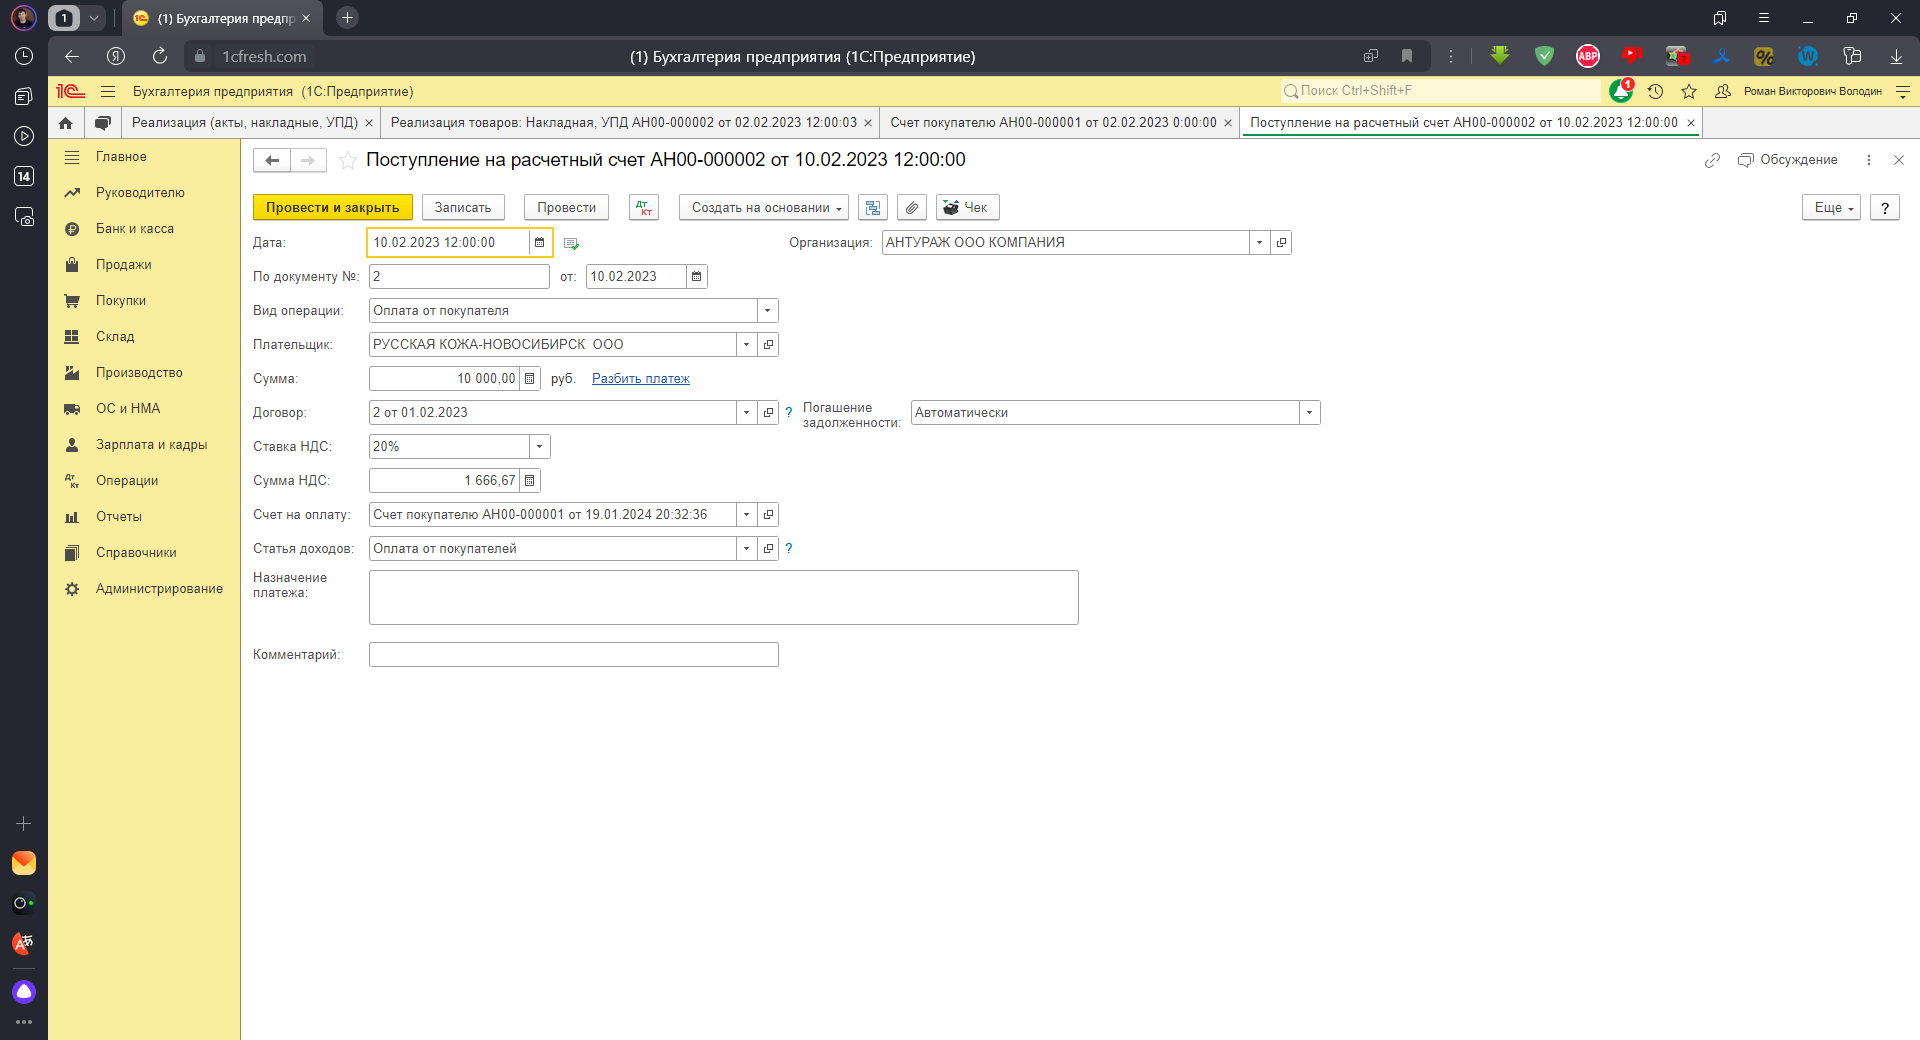 1
(1) Бухгалтерия предпр
1cfresh.com
(1) Бухгалтерия предприятия (1С:Предприятие)
ABP
1С
Бухгалтерия предприятия (1С:Предприятие)
Поиск Ctrl+Shift+F
1
Роман Викторович Володин
Реализация (акты, накладные, УПД)
Реализация товаров: Накладная, УПД АН00-000002 от 02.02.2023 12:00:03
Счет покупателю АН00-000001 от 02.02.2023 0:00:00
Поступление на расчетный счет АН00-000002 от 10.02.2023 12:00:00
14
Главное
Руководителю
Банк и касса
Продажи
Покупки
Склад
Производство
ОС и НМА
Зарплата и кадры
Операции
Отчеты
Справочники
Администрирование
Поступление на расчетный счет АН00-000002 от 10.02.2023 12:00:00
Обсуждение
Провести и закрыть
Записать
Провести
Дт Кт
Создать на основании
Чек
Еще
?
Дата: 10.02.2023 12:00:00
Организация: АНТУРАЖ ООО КОМПАНИЯ
По документу №: 2 от: 10.02.2023
Вид операции: Оплата от покупателя
Плательщик: РУССКАЯ КОЖА-НОВОСИБИРСК ООО
Сумма: 10 000,00 руб. Разбить платеж
Договор: 2 от 01.02.2023 ?
Погашение
задолженности: Автоматически
Ставка НДС: 20%
Сумма НДС: 1 666,67
Счет на оплату: Счет покупателю АН00-000001 от 19.01.2024 20:32:36
Статья доходов: Оплата от покупателей ?
Назначение
платежа:
Комментарий: